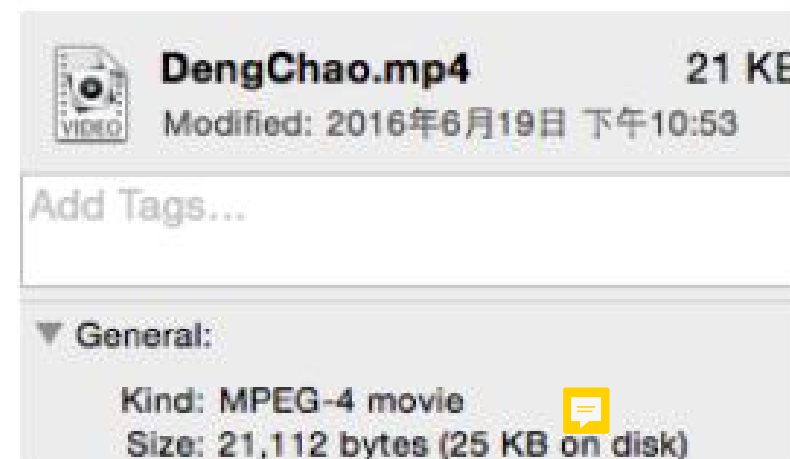 DengChao.mp4 21 KB
Modified: 2016年6月19日 下午10:53
VIDEO
Add Tags...
General:
Kind: MPEG-4 movie
Size: 21,112 bytes (25 KB on disk)